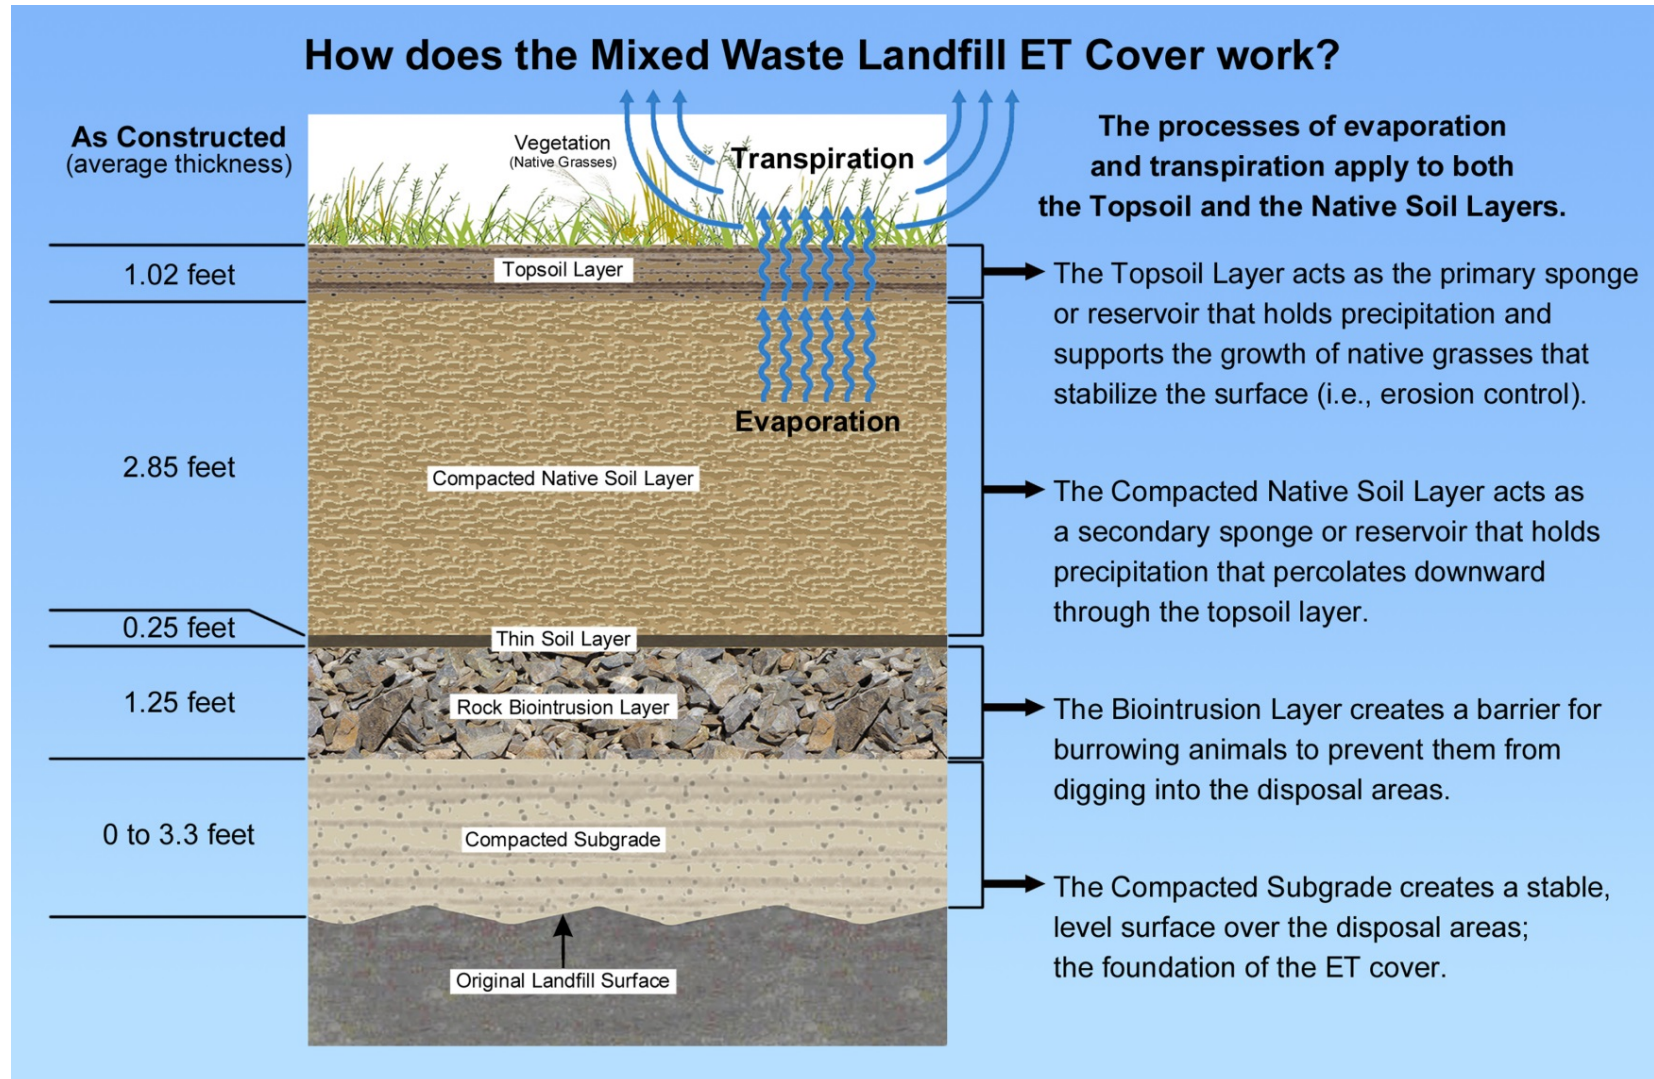 How does the Mixed Waste Landfill ET Cover work?
As Constructed
(average thickness)
1.02 feet
2.85 feet
0.25 feet
1.25 feet
0 to 3.3 feet
Vegetation
(Native Grasses)
Transpiration
Topsoil Layer
Evaporation
Compacted Native Soil Layer
Thin Soil Layer
Rock Biointrusion Layer
Compacted Subgrade
Original Landfill Surface
The processes of evaporation
and transpiration apply to both
the Topsoil and the Native Soil Layers.
The Topsoil Layer acts as the primary sponge
or reservoir that holds precipitation and
supports the growth of native grasses that
stabilize the surface (i.e., erosion control).
The Compacted Native Soil Layer acts as
a secondary sponge or reservoir that holds
precipitation that percolates downward
through the topsoil layer.
The Biointrusion Layer creates a barrier for
burrowing animals to prevent them from
digging into the disposal areas.
The Compacted Subgrade creates a stable,
level surface over the disposal areas;
the foundation of the ET cover.